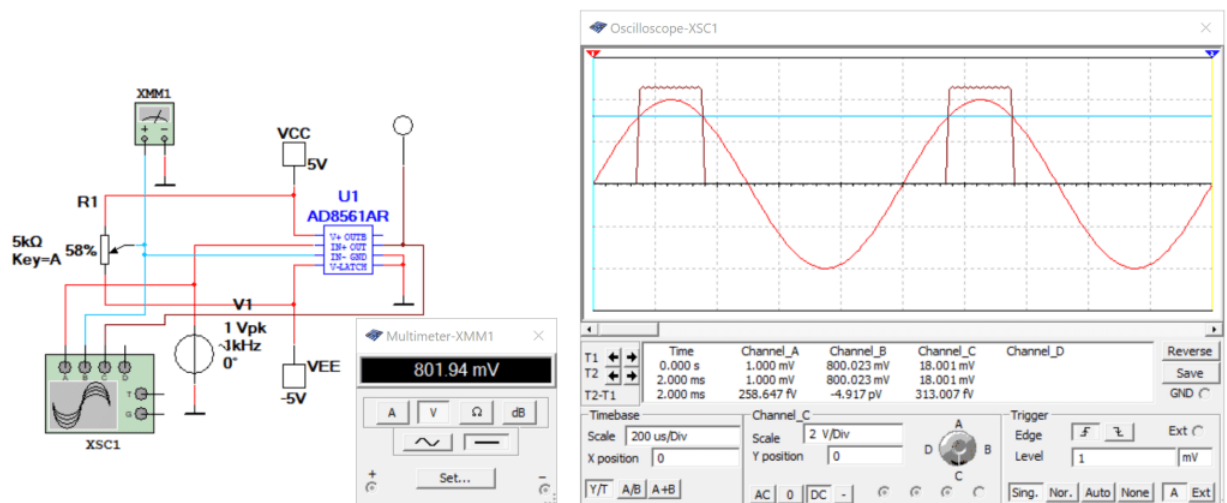 XMM1
VCC
5V
U1
AD8561AR
V+ OUTB
IN+ OUT
IN- GND
V-LATCH
R1
5kΩ
Key=A
58%
V1
1 Vpk
1kHz
0°
VEE
-5V
A B C D
T
G
XSC1
Multimeter-XMM1
801.94 mV
A V Ω dB
Set...
+ −
Oscilloscope-XSC1
1 2
Time Channel_A Channel_B Channel_C Channel_D
T1 0.000 s 1.000 mV 800.023 mV 18.001 mV
T2 2.000 ms 1.000 mV 800.023 mV 18.001 mV
T2-T1 2.000 ms 258.647 fV -4.917 pV 313.007 fV
Reverse
Save
GND
Timebase
Scale 200 us/Div
X position 0
Y/T A/B A+B
Channel_C
Scale 2 V/Div
Y position 0
AC 0 DC -
A
D B
C
Trigger
Edge Ext
Level 1 mV
Sing. Nor. Auto None A Ext